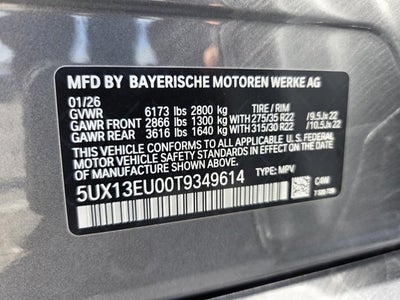 MFD BY BAYERISCHE MOTOREN WERKE AG
01/26
GVWR 6173 lbs 2800 kg TIRE / RIM
GAWR FRONT 2866 lbs 1300 kg WITH 275/35 R22 / 9.5Jx22
GAWR REAR 3616 lbs 1640 kg WITH 315/30 R22 / 10.5Jx22
THIS VEHICLE CONFORMS TO ALL APPLICABLE U.S. FEDERAL
MOTOR VEHICLE SAFETY STANDARDS IN EFFECT ON THE
DATE OF MANUFACTURE SHOWN ABOVE.
5UX13EU00T9349614 TYPE: MPV
C4W